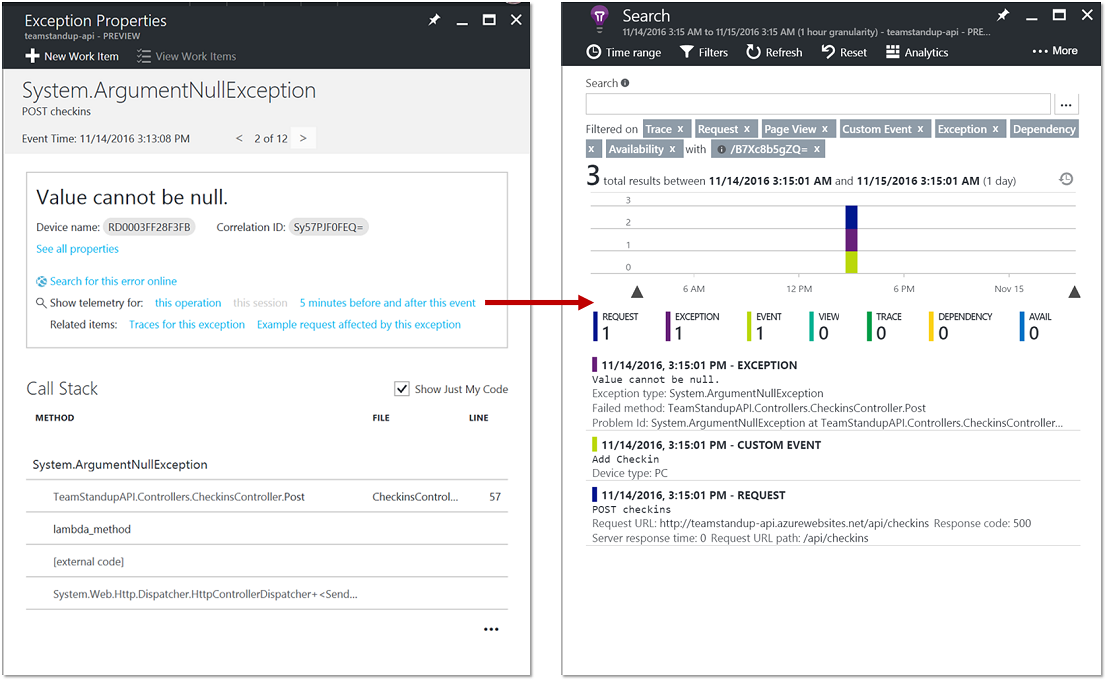 Exception Properties
teamstandup-api - PREVIEW
New Work Item View Work Items
System.ArgumentNullException
POST checkins
Event Time: 11/14/2016 3:13:08 PM < 2 of 12 >
Value cannot be null.
Device name: RD0003FF28F3FB Correlation ID: Sy57PJF0FEQ=
See all properties
Search for this error online
Show telemetry for: this operation this session 5 minutes before and after this event
Related items: Traces for this exception Example request affected by this exception
Call Stack Show Just My Code
METHOD FILE LINE
System.ArgumentNullException
TeamStandupAPI.Controllers.CheckinsController.Post CheckinsControl... 57
lambda_method
[external code]
System.Web.Http.Dispatcher.HttpControllerDispatcher+<Send...
...
Search
11/14/2016 3:15 AM to 11/15/2016 3:15 AM (1 hour granularity) - teamstandup-api - PRE...
Time range Filters Refresh Reset Analytics ... More
Search
...
Filtered on Trace x Request x Page View x Custom Event x Exception x Dependency
x Availability x with /B7Xc8b5gZQ= x
3 total results between 11/14/2016 3:15:01 AM and 11/15/2016 3:15:01 AM (1 day)
3
2
1
0
6 AM 12 PM 6 PM Nov 15
REQUEST EXCEPTION EVENT VIEW TRACE DEPENDENCY AVAIL
1 1 1 0 0 0 0
11/14/2016, 3:15:01 PM - EXCEPTION
Value cannot be null.
Exception type: System.ArgumentNullException
Failed method: TeamStandupAPI.Controllers.CheckinsController.Post
Problem Id: System.ArgumentNullException at TeamStandupAPI.Controllers.CheckinsController...
11/14/2016, 3:15:01 PM - CUSTOM EVENT
Add Checkin
Device type: PC
11/14/2016, 3:15:01 PM - REQUEST
POST checkins
Request URL: http://teamstandup-api.azurewebsites.net/api/checkins Response code: 500
Server response time: 0 Request URL path: /api/checkins